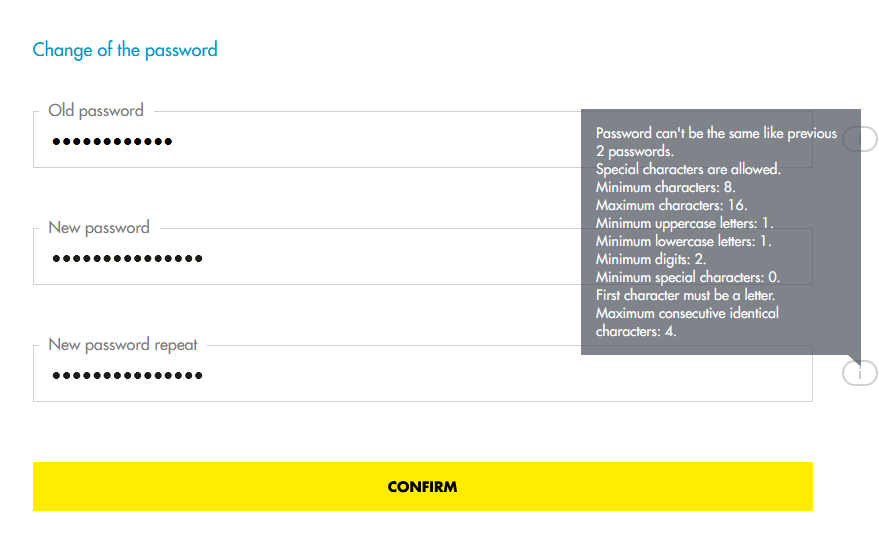 Change of the password
Old password
••••••••••••
New password
•••••••••••••••
New password repeat
•••••••••••••••
Password can't be the same like previous
2 passwords.
Special characters are allowed.
Minimum characters: 8.
Maximum characters: 16.
Minimum uppercase letters: 1.
Minimum lowercase letters: 1.
Minimum digits: 2.
Minimum special characters: 0.
First character must be a letter.
Maximum consecutive identical
characters: 4.
i
i
CONFIRM